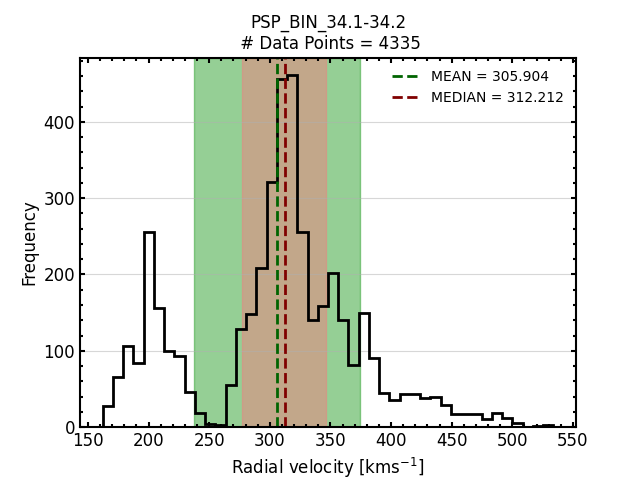 PSP_BIN_34.1-34.2
# Data Points = 4335
MEAN = 305.904
MEDIAN = 312.212
Frequency
400
300
200
100
0
150 200 250 300 350 400 450 500 550
Radial velocity [kms⁻¹]